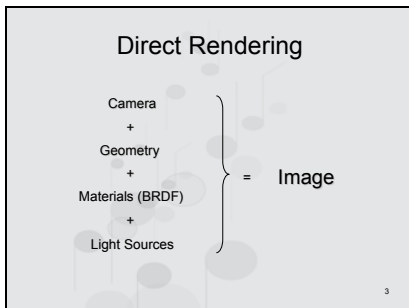 Direct Rendering
Camera
+
Geometry
+
Materials (BRDF)
+
Light Sources
= Image
3